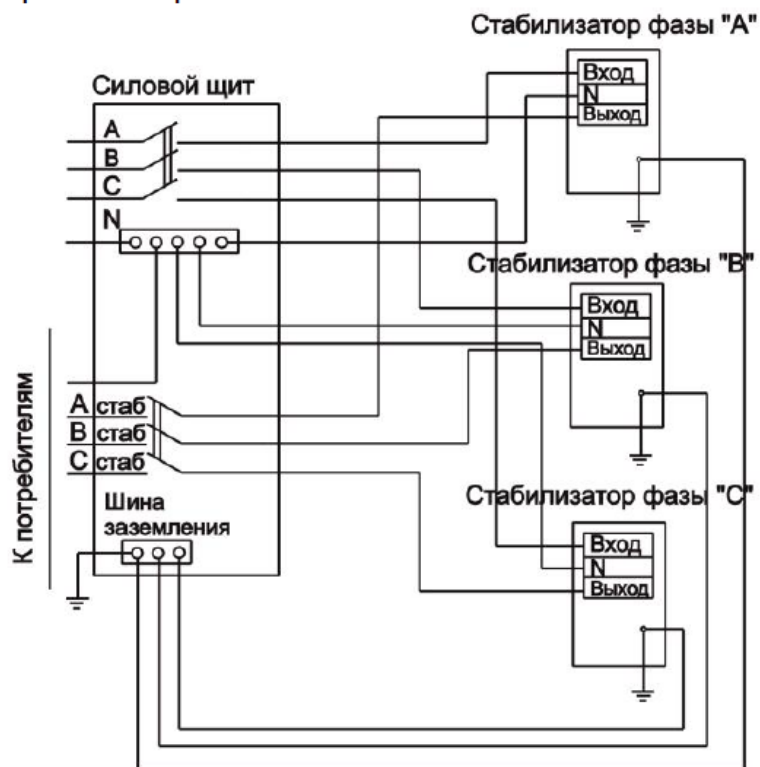 Стабилизатор фазы "А"
Вход
N
Выход
Силовой щит
A
B
C
N
Стабилизатор фазы "В"
Вход
N
Выход
К потребителям
A стаб
B стаб
C стаб
Шина
заземления
Стабилизатор фазы "С"
Вход
N
Выход